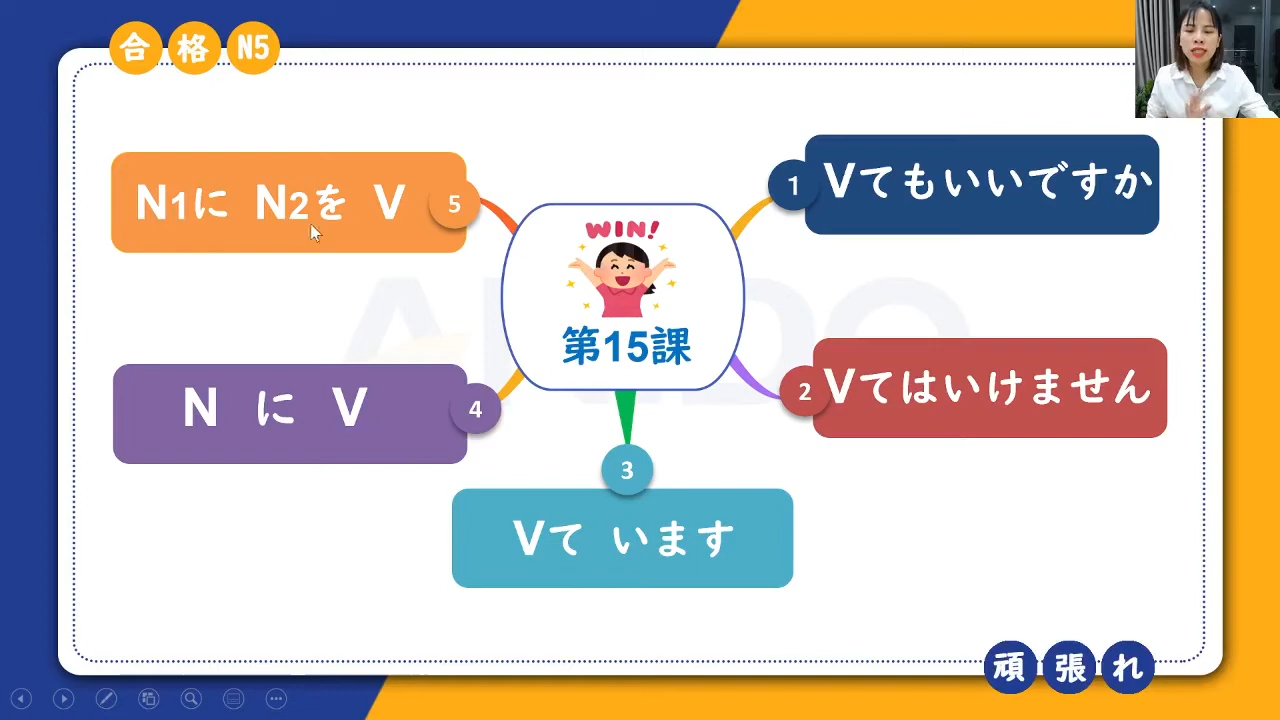 合格N5
1 Vてもいいですか
N1に N2を V 5
WIN!
第15課
2 Vてはいけません
N に V 4
3
Vて います
頑張れ